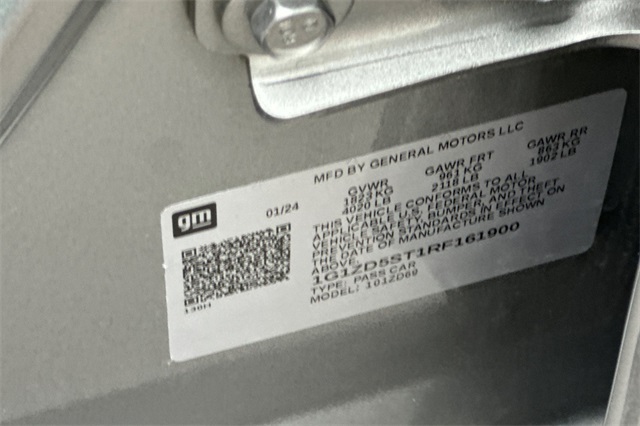 gm
01/24
MFD BY GENERAL MOTORS LLC
GVWR GAWR FRT GAWR RR
1823 KG 961 KG 863 KG
4020 LB 2118 LB 1902 LB
THIS VEHICLE CONFORMS TO ALL
APPLICABLE U.S. FEDERAL MOTOR
VEHICLE SAFETY, BUMPER, AND THEFT
PREVENTION STANDARDS IN EFFECT ON
THE DATE OF MANUFACTURE SHOWN
ABOVE.
1G1ZD5ST1RF161900
TYPE: PASS CAR
MODEL: 101ZD69